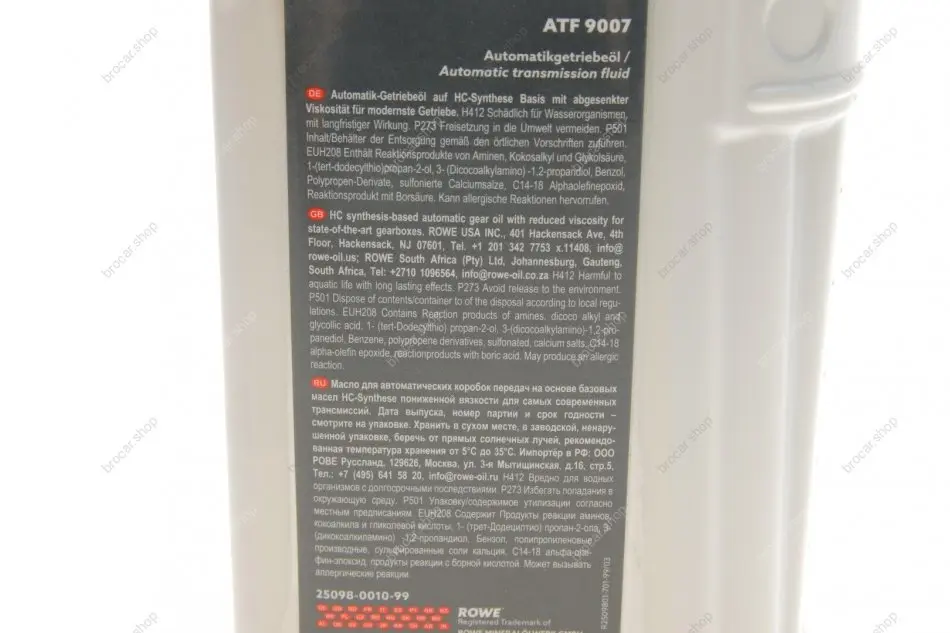 ATF 9007
Automatikgetriebeöl /
Automatic transmission fluid
DE Automatik-Getriebeöl auf HC-Synthese Basis mit abgesenkter
Viskosität für modernste Getriebe. H412 Schädlich für Wasserorganismen,
mit langfristiger Wirkung. P273 Freisetzung in die Umwelt vermeiden. P501
Inhalt/Behälter der Entsorgung gemäß den örtlichen Vorschriften zuführen.
EUH208 Enthält Reaktionsprodukte von Aminen, Kokosalkyl und Glykolsäure,
1-(tert-dodecylthio)propan-2-ol, 3- (Dicocoalkylamino) -1,2-propandiol, Benzol,
Polypropen-Derivate, sulfonierte Calciumsalze, C14-18 Alphaolefinepoxid,
Reaktionsprodukt mit Borsäure. Kann allergische Reaktionen hervorrufen.
GB HC synthesis-based automatic gear oil with reduced viscosity for
state-of-the-art gearboxes. ROWE USA INC., 401 Hackensack Ave, 4th
Floor, Hackensack, NJ 07601, Tel. +1 201 342 7753 x.11408, info@
rowe-oil.us; ROWE South Africa (Pty) Ltd, Johannesburg, Gauteng,
South Africa, Tel: +2710 1096564, info@rowe-oil.co.za H412 Harmful to
aquatic life with long lasting effects. P273 Avoid release to the environment.
P501 Dispose of contents/container to of the disposal according to local regu-
lations. EUH208 Contains Reaction products of amines, dicoco alkyl and
glycollic acid, 1- (tert-Dodecylthio) propan-2-ol, 3-(dicocoalkylamino)-1,2-pro-
panediol, Benzene, polypropene derivatives, sulfonated, calcium salts, C14-18
alpha-olefin epoxide, reactionproducts with boric acid. May produce an allergic
reaction.
RU Масло для автоматических коробок передач на основе базовых
масел HC-Synthese пониженной вязкости для самых современных
трансмиссий. Дата выпуска, номер партии и срок годности –
смотрите на упаковке. Хранить в сухом месте, в заводской, ненару-
шенной упаковке, беречь от прямых солнечных лучей, рекомендо-
ванная температура хранения от 5°C до 35°C. Импортёр в РФ: ООО
РОВЕ Руссланд, 129626, Москва, ул. 3-я Мытищинская, д.16, стр.5,
Тел.: +7 (495) 641 58 20, info@rowe-oil.ru H412 Вредно для водных
организмов с долгосрочными последствиями. P273 Избегать попадания в
окружающую среду. P501 Упаковку/содержимое утилизации согласно
местным предписаниям. EUH208 Содержит Продукты реакции аминов,
кокоалкила и гликолевой кислоты, 1- (трет-Додецилтио) пропан-2-ола, 3-
(дикокоалкиламино) -1,2-пропандиол, Бензол, полипропиленовые
производные, сульфированные соли кальция, C14-18 альфа-оле-
фин-эпоксид, продукты реакции с борной кислотой. Может вызывать
аллергические реакции.
25098-0010-99
ROWE
Registered Trademark of
ROWE MINERALÖLWERK GMBH
R2509803-701-99/03
brocar.shop